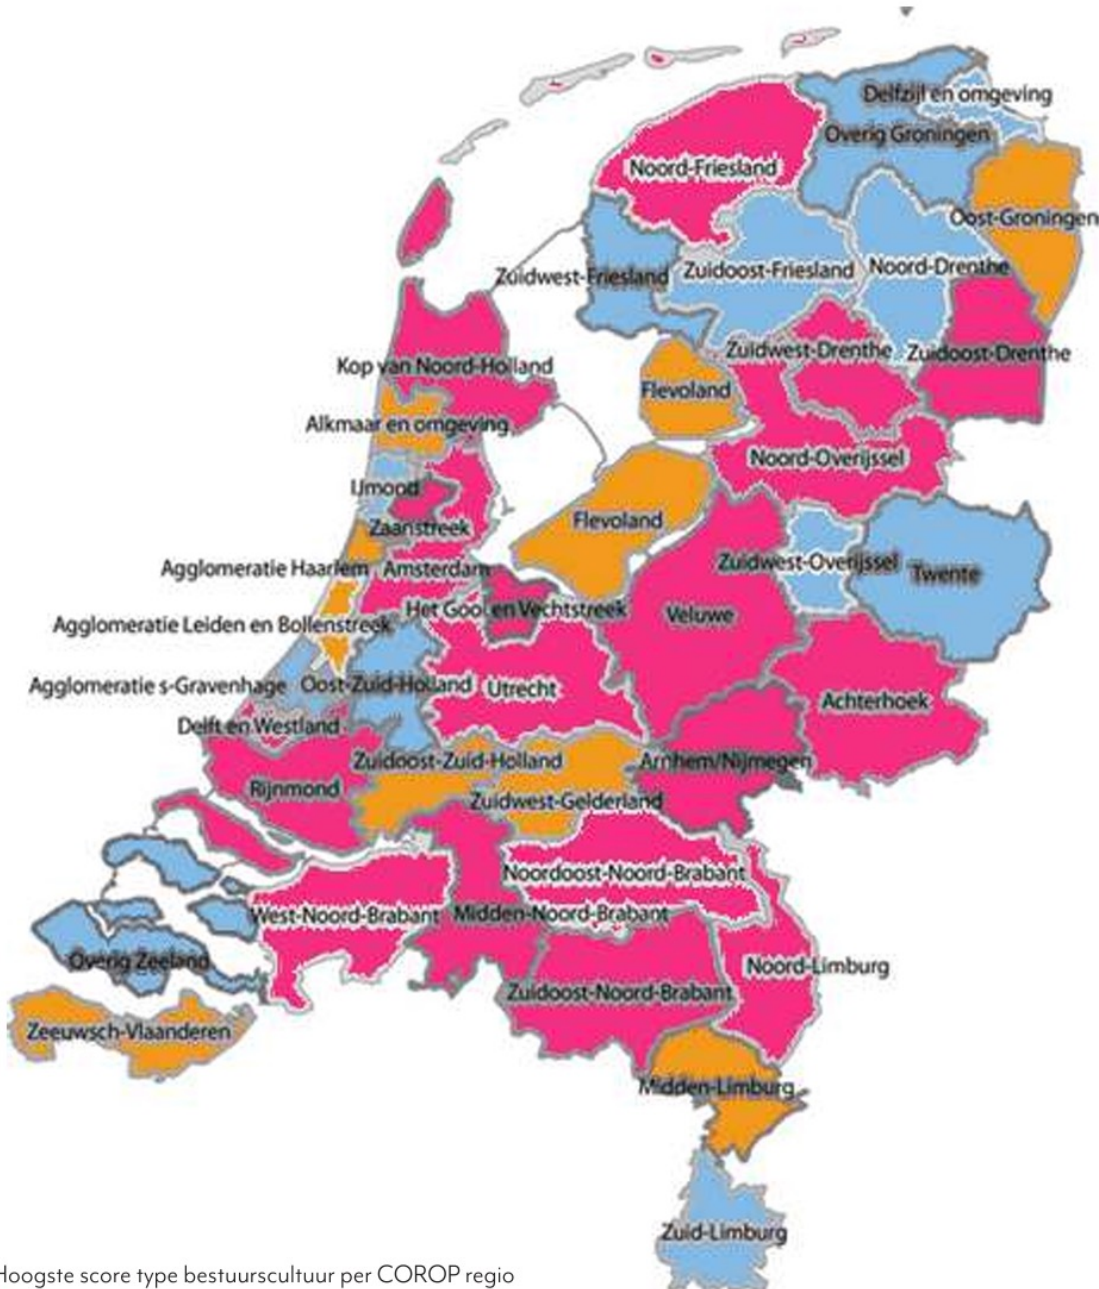 Delfzijl en omgeving
Overig Groningen
Noord-Friesland
Oost-Groningen
Zuidwest-Friesland
Zuidoost-Friesland
Noord-Drenthe
Zuidwest-Drenthe
Zuidoost-Drenthe
Kop van Noord-Holland
Flevoland
Alkmaar en omgeving
Noord-Overijssel
IJmond
Zaanstreek
Flevoland
Agglomeratie Haarlem
Amsterdam
Zuidwest-Overijssel
Twente
Het Gooi en Vechtstreek
Veluwe
Agglomeratie Leiden en Bollenstreek
Agglomeratie s-Gravenhage
Oost-Zuid-Holland
Utrecht
Achterhoek
Delft en Westland
Zuidoost-Zuid-Holland
Arnhem/Nijmegen
Rijnmond
Zuidwest-Gelderland
Noordoost-Noord-Brabant
West-Noord-Brabant
Midden-Noord-Brabant
Overig Zeeland
Noord-Limburg
Zuidoost-Noord-Brabant
Zeeuwsch-Vlaanderen
Midden-Limburg
Zuid-Limburg
Hoogste score type bestuurscultuur per COROP regio